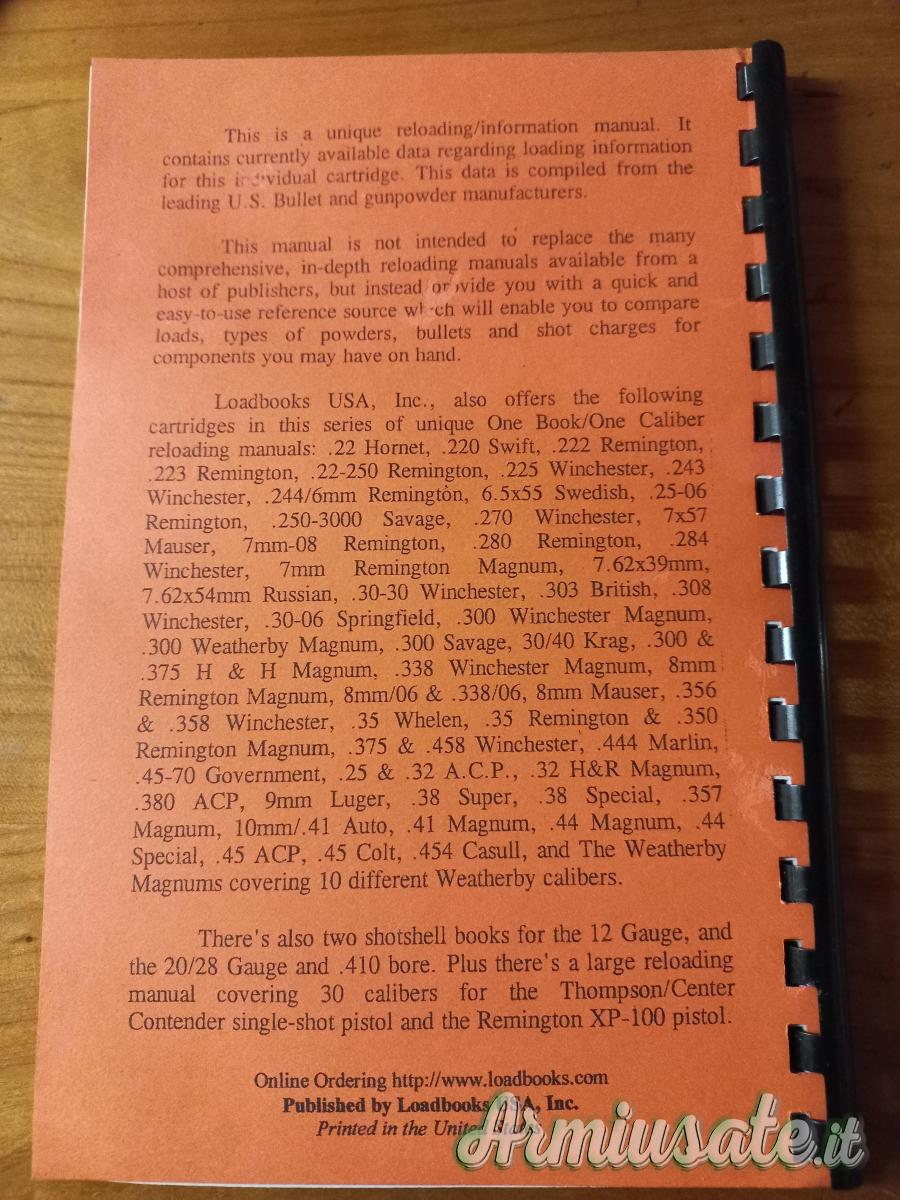 This is a unique reloading/information manual. It
contains currently available data regarding loading information
for this individual cartridge. This data is compiled from the
leading U.S. Bullet and gunpowder manufacturers.
This manual is not intended to replace the many
comprehensive, in-depth reloading manuals available from a
host of publishers, but instead provide you with a quick and
easy-to-use reference source which will enable you to compare
loads, types of powders, bullets and shot charges for
components you may have on hand.
Loadbooks USA, Inc., also offers the following
cartridges in this series of unique One Book/One Caliber
reloading manuals: .22 Hornet, .220 Swift, .222 Remington,
.223 Remington, .22-250 Remington, .225 Winchester, .243
Winchester, .244/6mm Remington, 6.5x55 Swedish, .25-06
Remington, .250-3000 Savage, .270 Winchester, 7x57
Mauser, 7mm-08 Remington, .280 Remington, .284
Winchester, 7mm Remington Magnum, 7.62x39mm,
7.62x54mm Russian, .30-30 Winchester, .303 British, .308
Winchester, .30-06 Springfield, .300 Winchester Magnum,
.300 Weatherby Magnum, .300 Savage, 30/40 Krag, .300 &
.375 H & H Magnum, .338 Winchester Magnum, 8mm
Remington Magnum, 8mm/06 & .338/06, 8mm Mauser, .356
& .358 Winchester, .35 Whelen, .35 Remington & .350
Remington Magnum, .375 & .458 Winchester, .444 Marlin,
.45-70 Government, .25 & .32 A.C.P., .32 H&R Magnum,
.380 ACP, 9mm Luger, .38 Super, .38 Special, .357
Magnum, 10mm/.41 Auto, .41 Magnum, .44 Magnum, .44
Special, .45 ACP, .45 Colt, .454 Casull, and The Weatherby
Magnums covering 10 different Weatherby calibers.
There's also two shotshell books for the 12 Gauge, and
the 20/28 Gauge and .410 bore. Plus there's a large reloading
manual covering 30 calibers for the Thompson/Center
Contender single-shot pistol and the Remington XP-100 pistol.
Online Ordering http://www.loadbooks.com
Published by Loadbooks USA, Inc.
Printed in the United States
Armiusate.it